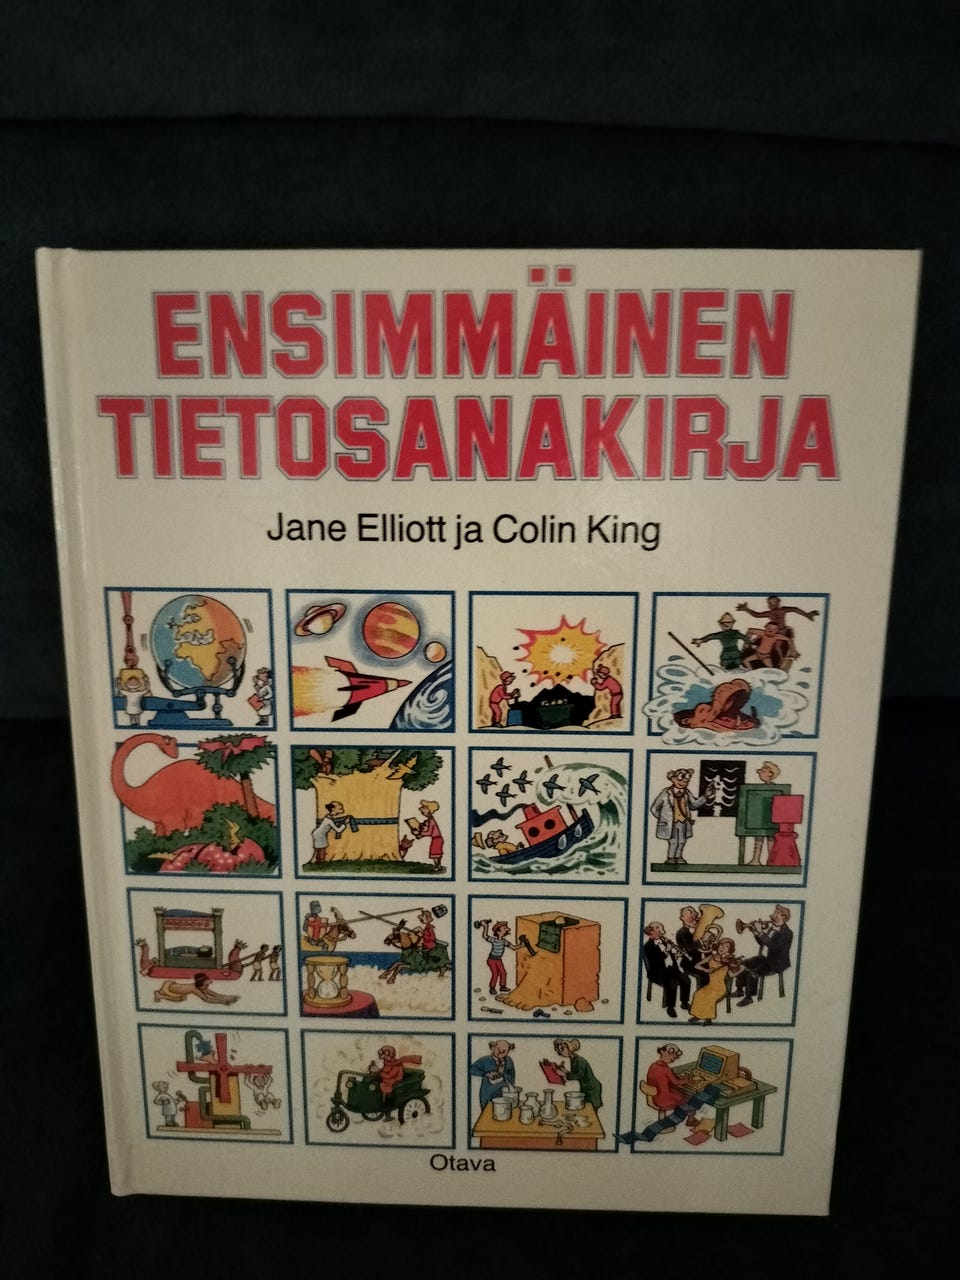 ENSIMMÄINEN
TIETOSANAKIRJA
Jane Elliott ja Colin King
Otava